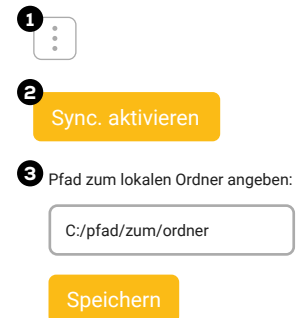 1
2
Sync. aktivieren
3 Pfad zum lokalen Ordner angeben:
C:/pfad/zum/ordner
Speichern